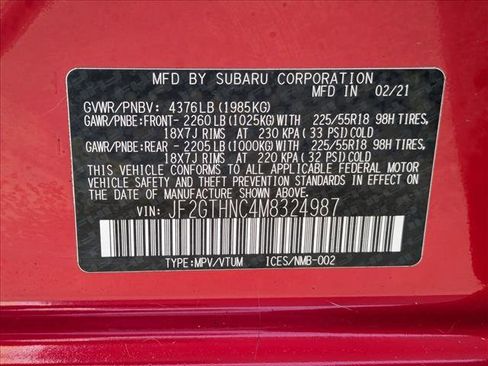 MFD BY SUBARU CORPORATION
MFD IN 02/21
GVWR/PNBV: 4376LB(1985KG)
GAWR/PNBE:FRONT- 2260LB(1025KG)WITH 225/55R18 98H TIRES,
18X7J RIMS AT 230 KPA(33 PSI)COLD
GAWR/PNBE:REAR - 2205LB(1000KG)WITH 225/55R18 98H TIRES,
18X7J RIMS AT 220 KPA(32 PSI)COLD
THIS VEHICLE CONFORMS TO ALL APPLICABLE FEDERAL MOTOR
VEHICLE SAFETY AND THEFT PREVENTION STANDARDS IN EFFECT ON
THE DATE OF MANUFACTURE SHOWN ABOVE.
VIN: JF2GTHNC4M8324987
TYPE:MPV/VTUM ICES/NMB-002